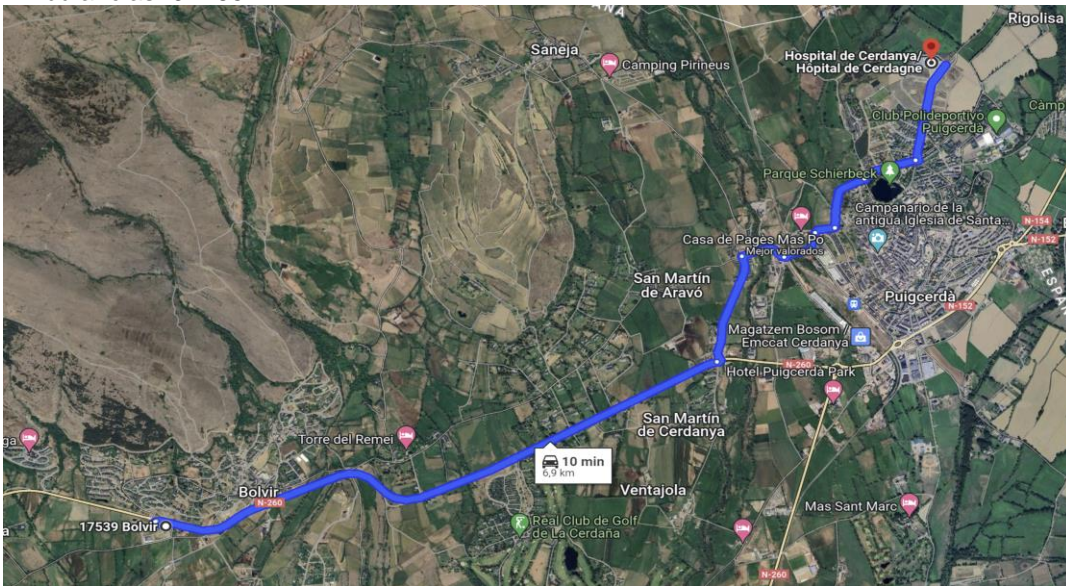 Rigolisa
Saneja
Hospital de Cerdanya/
Hôpital de Cerdagne
Camping Pirineus
Club Polideportivo
Puigcerdà
Càmp
Parque Schierbeck
Campanario de la
antigua Iglesia de Santa...
N-154
N-152
Casa de Pagès Mas Po
Mejor valorados
San Martín
de Aravó
ESPAÑ
Puigcerdà
N-152
Magatzem Bosom /
Emccat Cerdanya
N-260
Hotel Puigcerdà Park
San Martín
de Cerdanya
Torre del Remei
10 min
6,9 km
Bolvir
N-260
Ventajola
Mas Sant Marc
17539 Bolvir
Real Club de Golf
de La Cerdaña
N-260